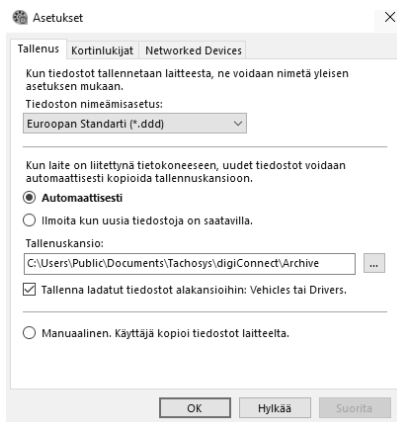 Asetukset
Tallenus Kortinlukijat Networked Devices
Kun tiedostot tallennetaan laitteesta, ne voidaan nimetä yleisen
asetuksen mukaan.
Tiedoston nimeämisasetus:
Euroopan Standarti (*.ddd)
Kun laite on liitettynä tietokoneeseen, uudet tiedostot voidaan
automaattisesti kopioida tallennuskansioon.
Automaattisesti
Ilmoita kun uusia tiedostoja on saatavilla.
Tallenuskansio:
C:\Users\Public\Documents\Tachosys\digiConnect\Archive
...
Tallenna ladatut tiedostot alakansioihin: Vehicles tai Drivers.
Manuaalinen. Käyttäjä kopioi tiedostot laitteelta.
OK Hylkää Suorita